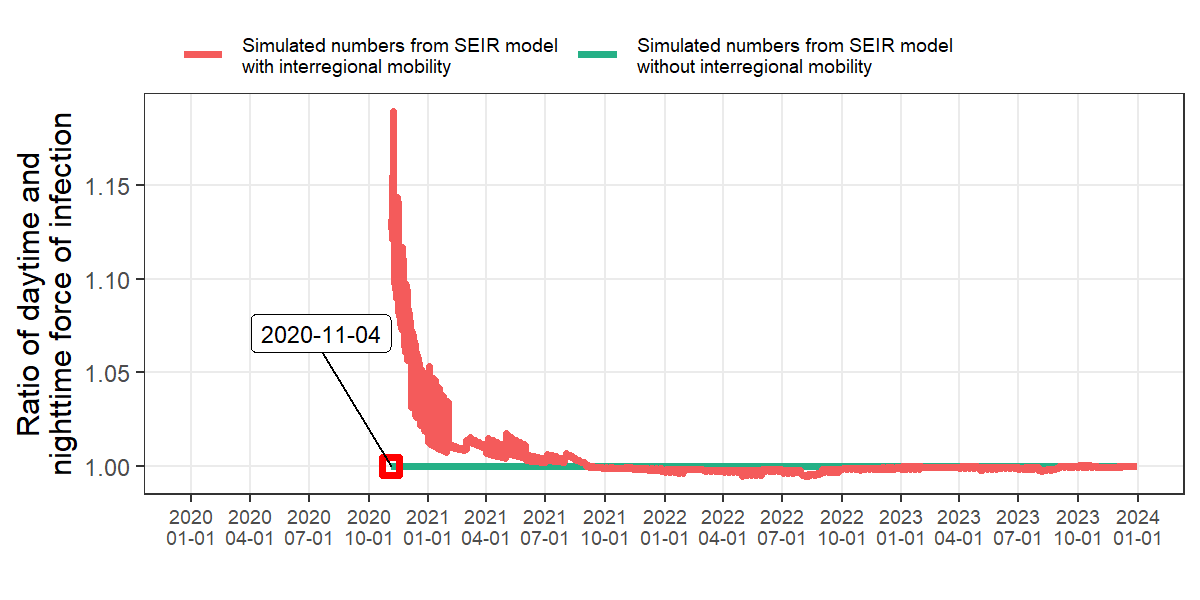 Simulated numbers from SEIR model
with interregional mobility
Simulated numbers from SEIR model
without interregional mobility
Ratio of daytime and
nighttime force of infection
1.15
1.10
1.05
1.00
2020-11-04
2020 2020 2020 2020 2021 2021 2021 2021 2022 2022 2022 2022 2023 2023 2023 2023 2024
01-01 04-01 07-01 10-01 01-01 04-01 07-01 10-01 01-01 04-01 07-01 10-01 01-01 04-01 07-01 10-01 01-01